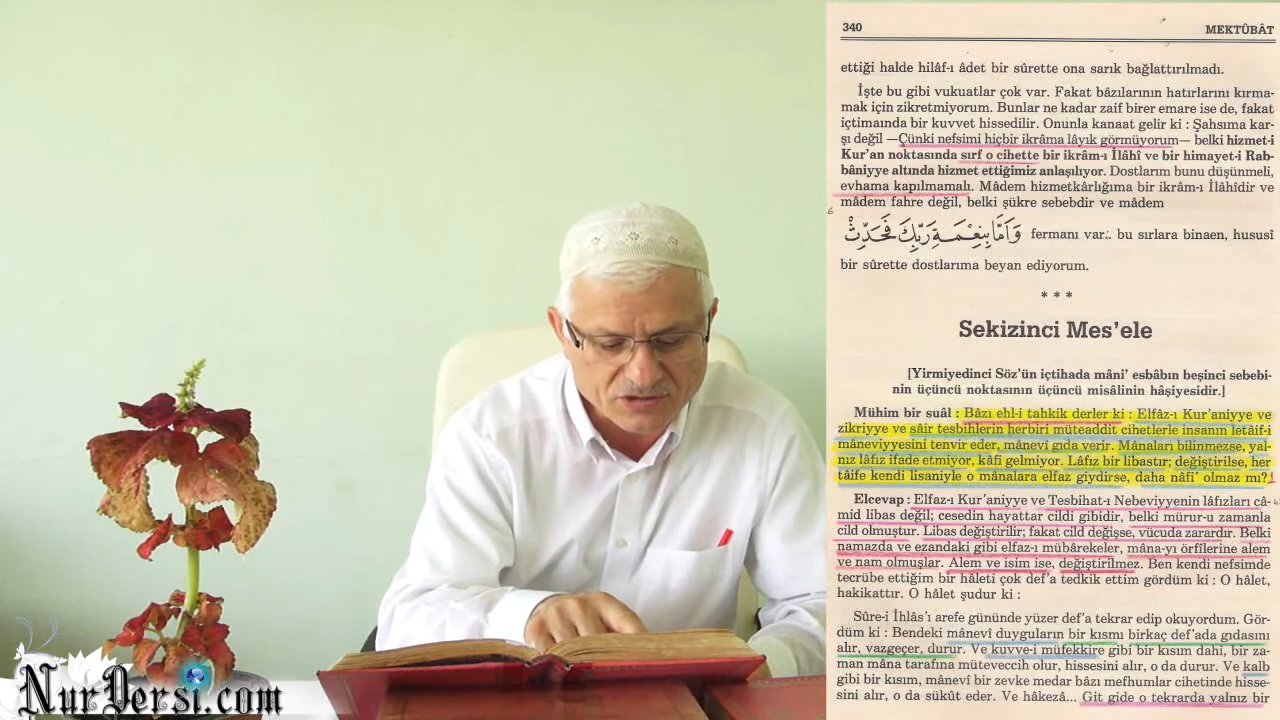 340 MEKTÛBÂT
ettiği halde hilâf-ı âdet bir sûrette ona sarık bağlattırılmadı.
İşte bu gibi vukuatlar çok var. Fakat bâzılarının hatırlarını kırma-
mak için zikretmiyorum. Bunlar ne kadar zaif birer emare ise de, fakat
içtimaında bir kuvvet hissedilir. Onunla kanaat gelir ki : Şahsıma kar-
şı değil —Çünki nefsimi hiçbir ikrâma lâyık görmüyorum— belki hizmet-i
Kur'an noktasında sırf o cihette bir ikrâm-ı İlâhî ve bir himayet-i Rab-
bâniyye altında hizmet ettiğimiz anlaşılıyor. Dostlarım bunu düşünmeli,
evhama kapılmamalı. Mâdem hizmetkârlığıma bir ikrâm-ı İlâhîdir ve
mâdem fahre değil, belki şükre sebebdir ve mâdem
6
وَاَمَّا بِنِعْمَةِ رَبِّكَ فَحَدِّثْ fermanı var.. bu sırlara binaen, hususî
bir sûrette dostlarıma beyan ediyorum.
* * *
Sekizinci Mes'ele
[Yirmiyedinci Söz'ün içtihada mâni' esbâbın beşinci sebebi-
nin üçüncü noktasının üçüncü misâlinin hâşiyesidir.]
Mühim bir suâl : Bâzı ehl-i tahkik derler ki : Elfâz-ı Kur'aniyye ve
zikriyye ve sâir tesbihlerin herbiri müteaddit cihetlerle insanın letâif-i
mâneviyyesini tenvir eder, mânevî gıda verir. Mânaları bilinmezse, yal-
nız lâfız ifade etmiyor, kâfi gelmiyor. Lâfız bir libastır; değiştirilse, her
tâife kendi lisaniyle o mânalara elfaz giydirse, daha nâfi' olmaz mı?
Elcevap : Elfaz-ı Kur'aniyye ve Tesbihat-ı Nebeviyyenin lâfızları câ-
mid libas değil; cesedin hayattar cildi gibidir, belki mürur-u zamanla
cild olmuştur. Libas değiştirilir; fakat cild değişse, vücuda zarardır. Belki
namazda ve ezandaki gibi elfaz-ı mübârekeler, mâna-yı örfîlerine alem
ve nam olmuşlar. Alem ve isim ise, değiştirilmez. Ben kendi nefsimde
tecrübe ettiğim bir hâleti çok def'a tedkik ettim gördüm ki : O hâlet,
hakikattır. O hâlet şudur ki :
Sûre-i İhlâs'ı arefe gününde yüzer def'a tekrar edip okuyordum. Gör-
düm ki : Bendeki mânevî duyguların bir kısmı birkaç def'ada gıdasını
alır, vazgeçer, durur. Ve kuvve-i müfekkire gibi bir kısım dahi, bir za-
man mâna tarafına müteveccih olur, hissesini alır, o da durur. Ve kalb
gibi bir kısım, mânevî bir zevke medar bâzı mefhumlar cihetinde hisse-
sini alır, o da sükût eder. Ve hâkezâ... Git gide o tekrarda yalnız bir
NurDersi.com